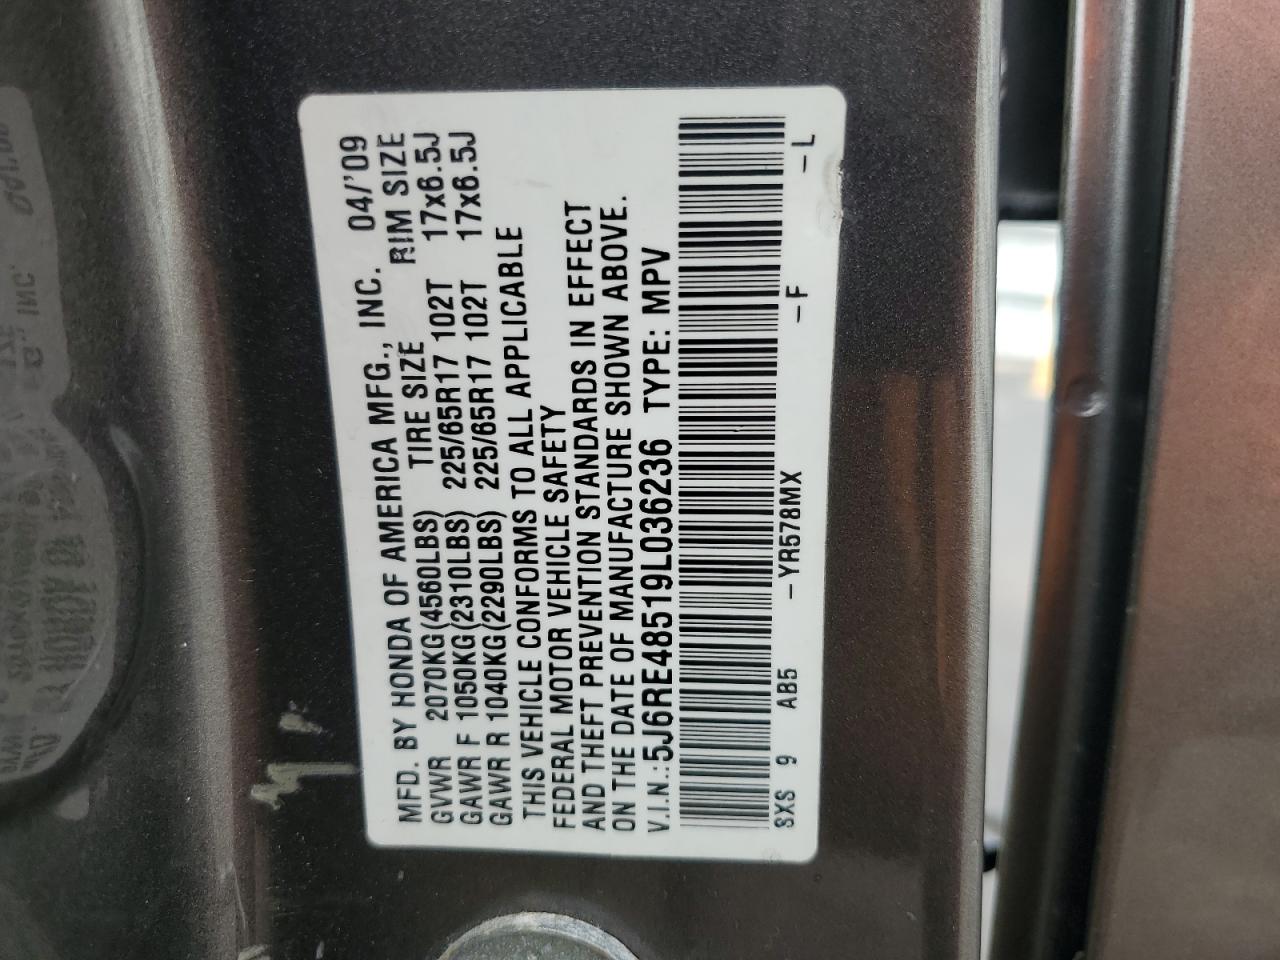 MFD. BY HONDA OF AMERICA MFG., INC. 04/'09
GVWR 2070KG(4560LBS) TIRE SIZE RIM SIZE
GAWR F 1050KG(2310LBS) 225/65R17 102T 17x6.5J
GAWR R 1040KG(2290LBS) 225/65R17 102T 17x6.5J
THIS VEHICLE CONFORMS TO ALL APPLICABLE
FEDERAL MOTOR VEHICLE SAFETY
AND THEFT PREVENTION STANDARDS IN EFFECT
ON THE DATE OF MANUFACTURE SHOWN ABOVE.
V.I.N.: 5J6RE48519L036236 TYPE: MPV
SXS 9 AB5 -YR578MX -F -L